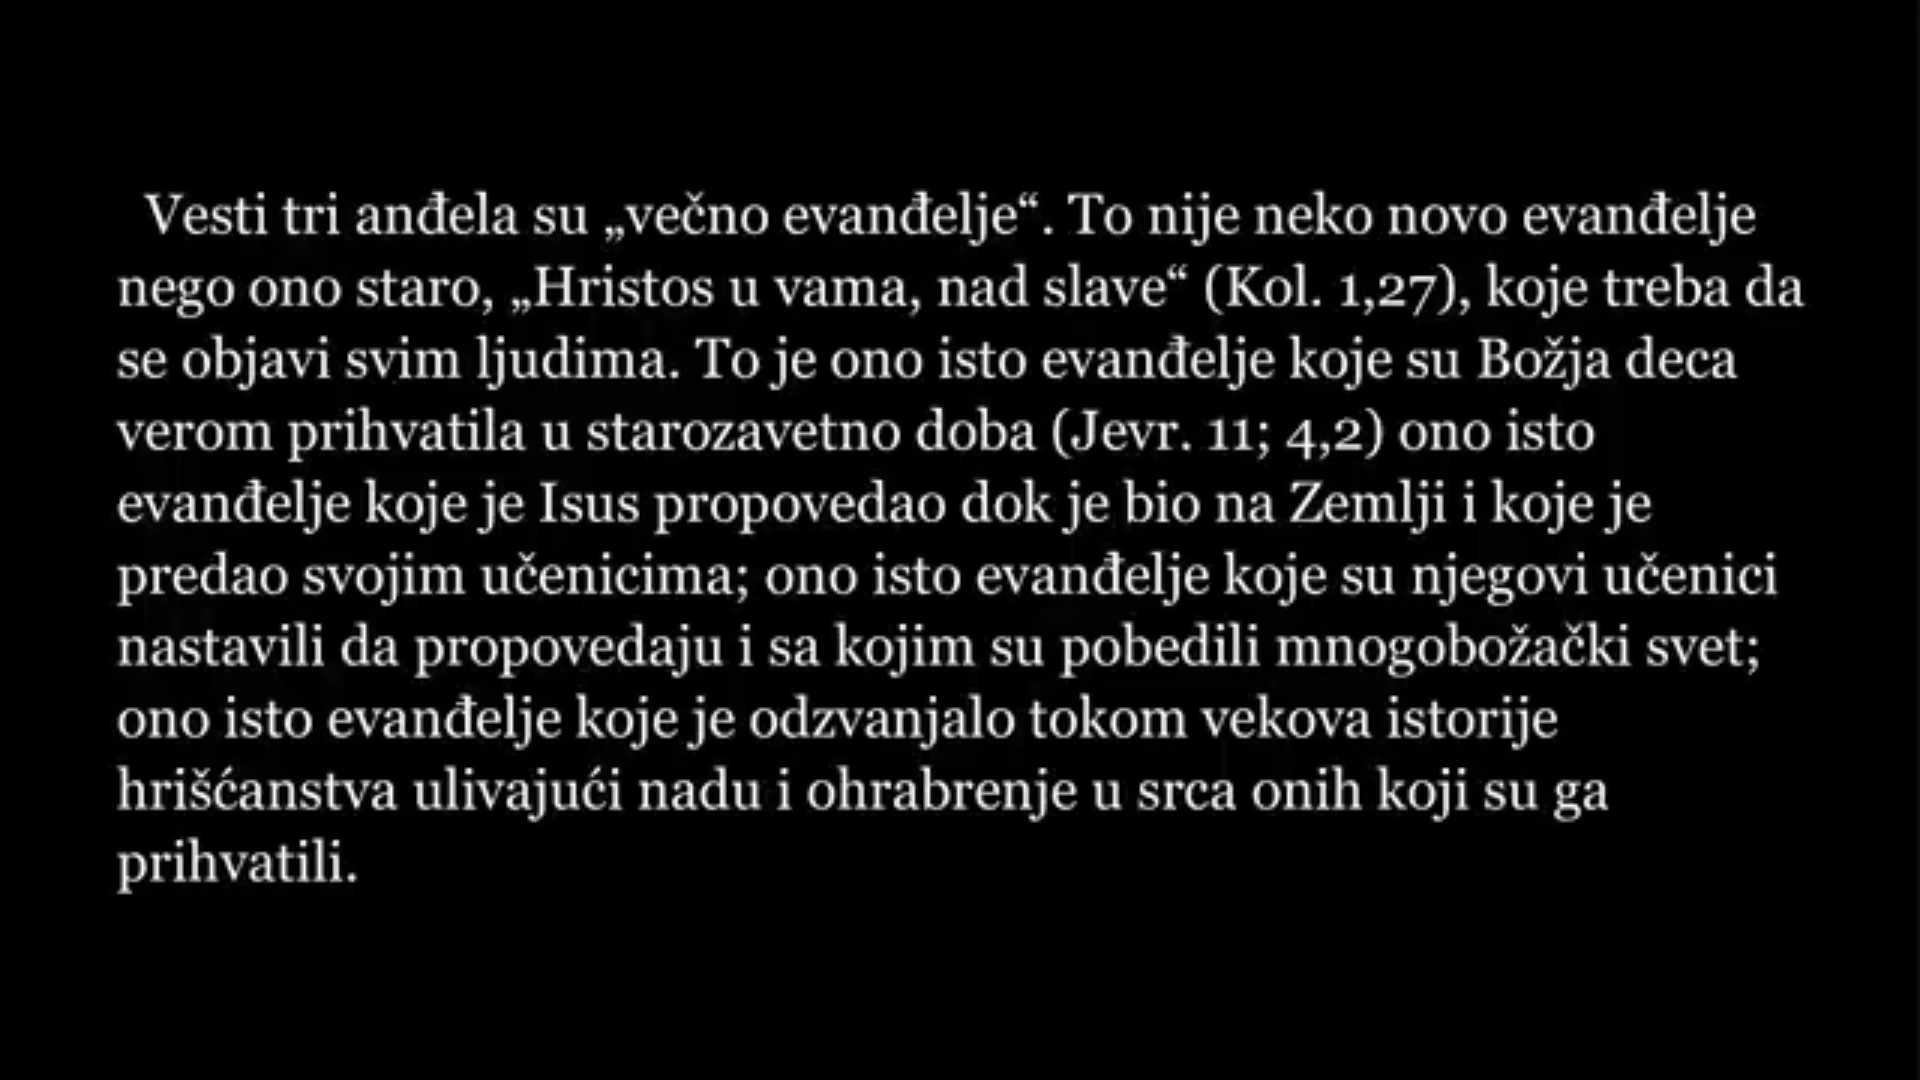 Vesti tri anđela su „večno evanđelje“. To nije neko novo evanđelje
nego ono staro, „Hristos u vama, nad slave“ (Kol. 1,27), koje treba da
se objavi svim ljudima. To je ono isto evanđelje koje su Božja deca
verom prihvatila u starozavetno doba (Jevr. 11; 4,2) ono isto
evanđelje koje je Isus propovedao dok je bio na Zemlji i koje je
predao svojim učenicima; ono isto evanđelje koje su njegovi učenici
nastavili da propovedaju i sa kojim su pobedili mnogobožački svet;
ono isto evanđelje koje je odzvanjalo tokom vekova istorije
hrišćanstva ulivajući nadu i ohrabrenje u srca onih koji su ga
prihvatili.